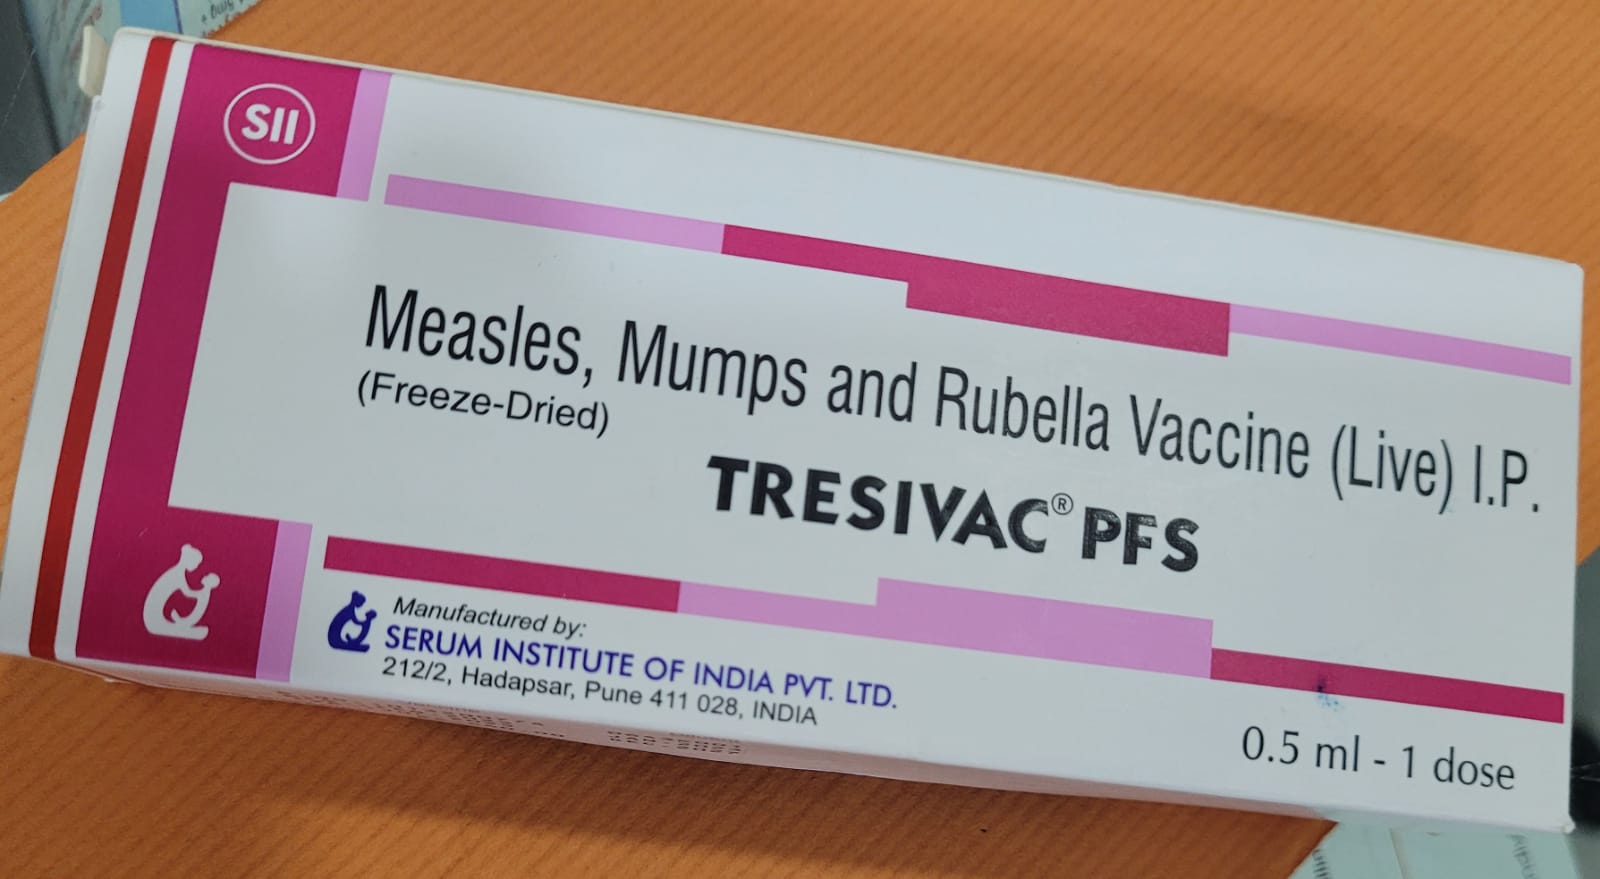 SII
Measles, Mumps and Rubella Vaccine (Live) I.P.
(Freeze-Dried)
TRESIVAC® PFS
Manufactured by:
SERUM INSTITUTE OF INDIA PVT. LTD.
212/2, Hadapsar, Pune 411 028, INDIA
0.5 ml - 1 dose